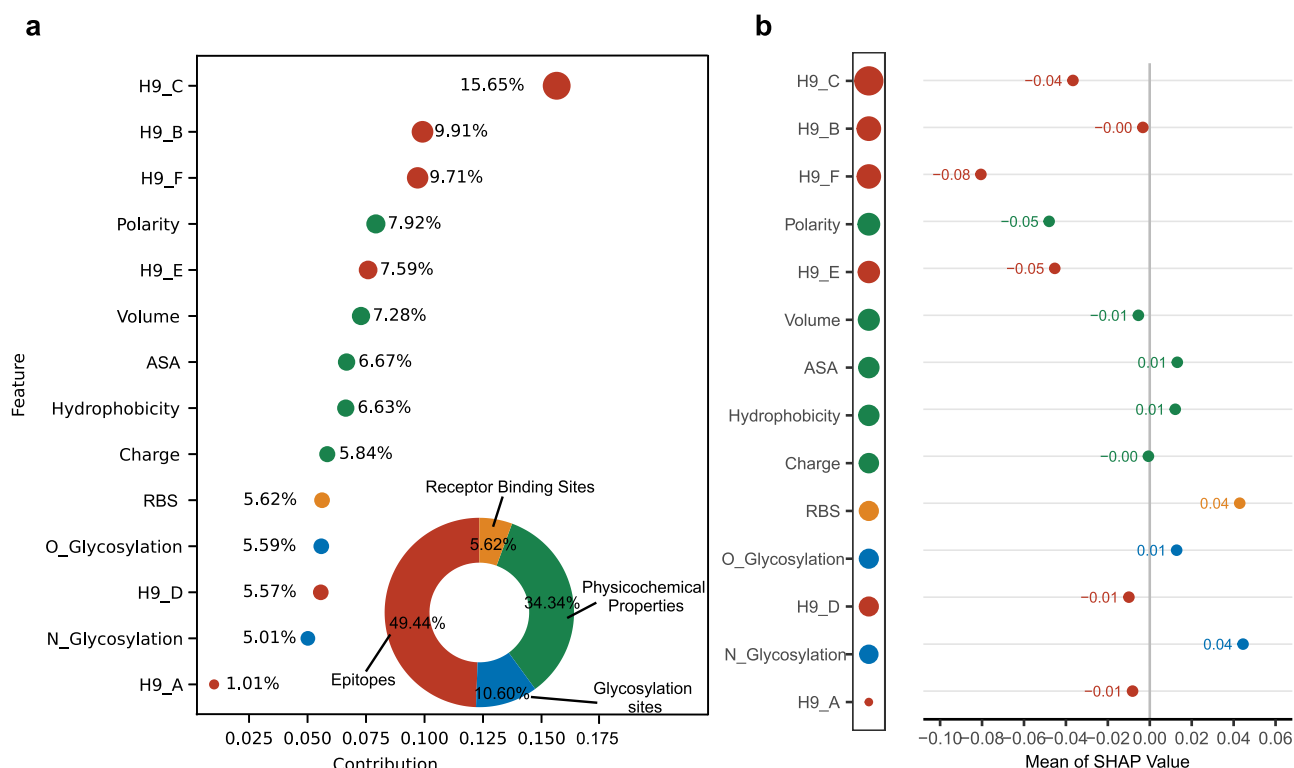 a
H9_C
15.65%
H9_B
9.91%
H9_F
9.71%
Polarity
7.92%
H9_E
7.59%
Volume
7.28%
ASA
6.67%
Hydrophobicity
6.63%
Charge
5.84%
RBS
5.62%
O_Glycosylation
5.59%
H9_D
5.57%
N_Glycosylation
5.01%
H9_A
1.01%
Feature
Receptor Binding Sites
5.62%
Physicochemical
Properties
34.34%
49.44%
Epitopes
10.60%
Glycosylation
sites
0.025 0.050 0.075 0.100 0.125 0.150 0.175
Contribution
b
H9_C
−0.04
H9_B
−0.00
H9_F
−0.08
Polarity
−0.05
H9_E
−0.05
Volume
−0.01
ASA
0.01
Hydrophobicity
0.01
Charge
−0.00
RBS
0.04
O_Glycosylation
0.01
H9_D
−0.01
N_Glycosylation
0.04
H9_A
−0.01
−0.10 −0.08 −0.06 −0.04 −0.02 0.00 0.02 0.04 0.06
Mean of SHAP Value